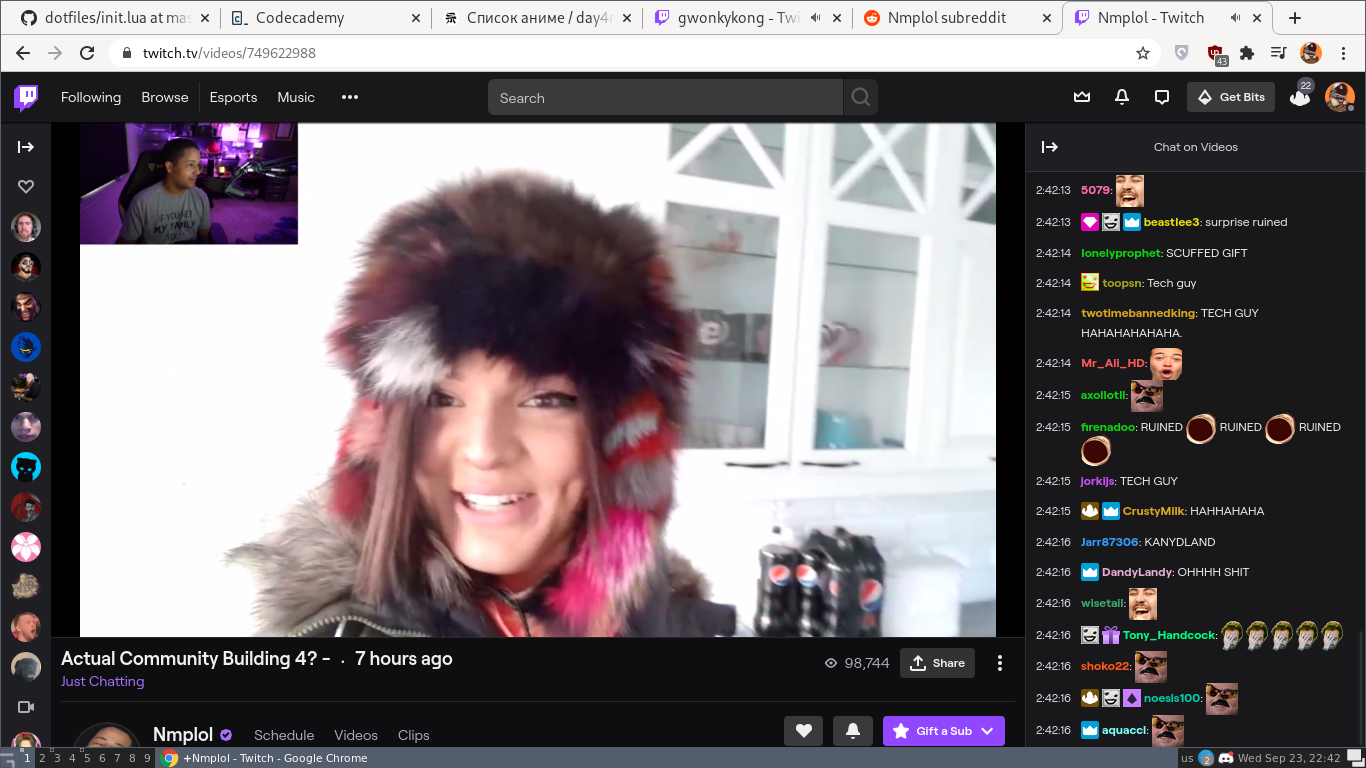 dotfiles/init.lua at mas
Codecademy
Список аниме / day4r
gwonkykong - Twi
Nmplol subreddit
Nmplol - Twitch
twitch.tv/videos/749622988
43
Following
Browse
Esports
Music
Search
Get Bits
22
IF YOU GET
MY FAMILY
Chat on Videos
2:42:13 5079:
2:42:13 beastlee3: surprise ruined
2:42:14 lonelyprophet: SCUFFED GIFT
2:42:14 toopsn: Tech guy
2:42:14 twotimebannedking: TECH GUY
HAHAHAHAHAHA.
2:42:14 Mr_Ali_HD:
2:42:15 axollotll:
2:42:15 firenadoo: RUINED RUINED RUINED
2:42:15 jorkijs: TECH GUY
2:42:15 CrustyMilk: HAHHAHAHA
2:42:16 Jarr87306: KANYDLAND
2:42:16 DandyLandy: OHHHH SHIT
2:42:16 wisetail:
2:42:16 Tony_Handcock:
2:42:16 shoko22:
2:42:16 noesis100:
2:42:16 aquaccl:
Actual Community Building 4? - · 7 hours ago
Just Chatting
98,744
Share
Nmplol
Schedule
Videos
Clips
Gift a Sub
1 2 3 4 5 6 7 8 9
+Nmplol - Twitch - Google Chrome
us
2
Wed Sep 23, 22:42